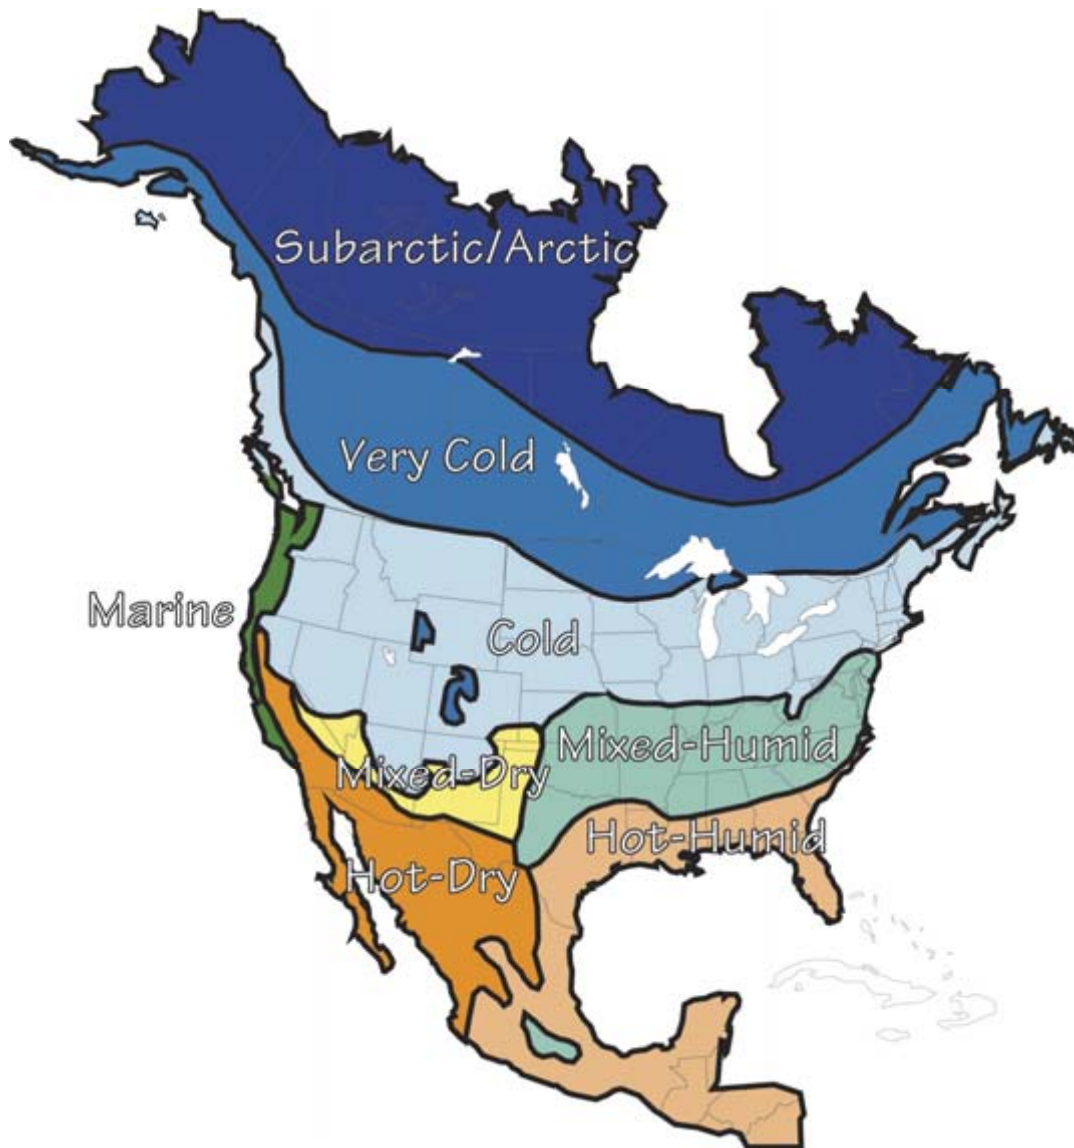 Subarctic/Arctic
Very Cold
Marine
Cold
Mixed-Humid
Mixed-Dry
Hot-Humid
Hot-Dry